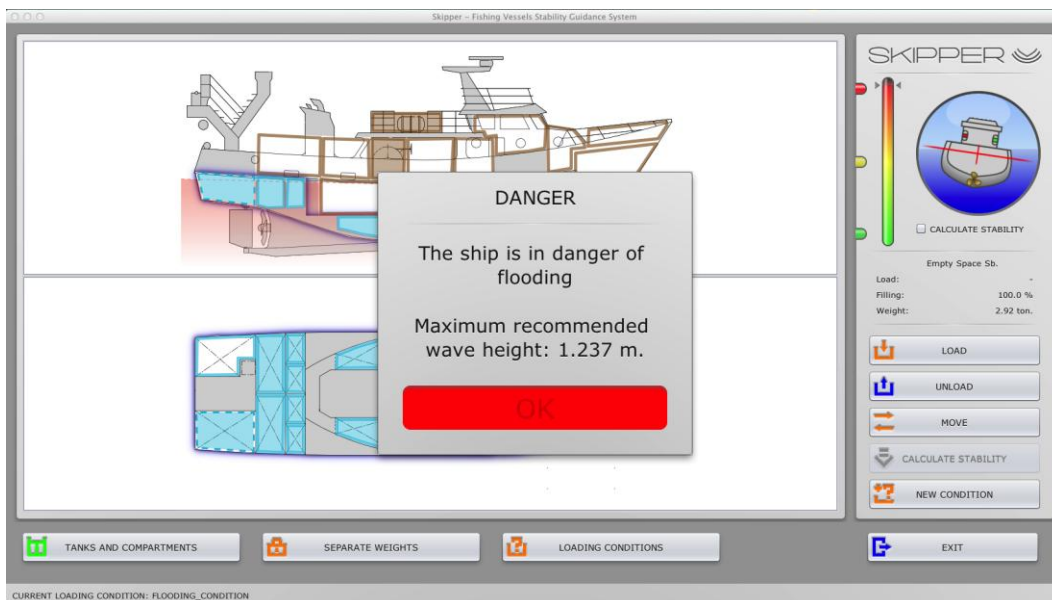 Skipper – Fishing Vessels Stability Guidance System
SKIPPER
DANGER
The ship is in danger of
flooding
Maximum recommended
wave height: 1.237 m.
OK
CALCULATE STABILITY
Empty Space Sb.
Load: -
Filling: 100.0 %
Weight: 2.92 ton.
LOAD
UNLOAD
MOVE
CALCULATE STABILITY
NEW CONDITION
TANKS AND COMPARTMENTS
SEPARATE WEIGHTS
LOADING CONDITIONS
EXIT
CURRENT LOADING CONDITION: FLOODING_CONDITION